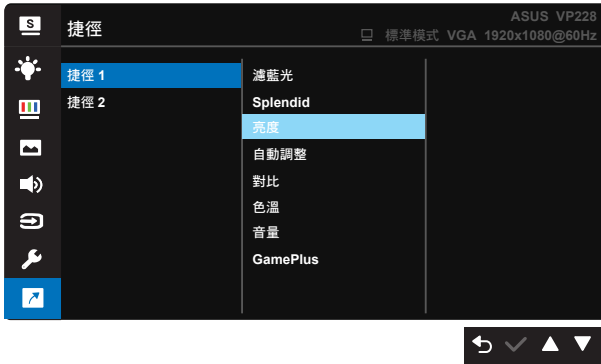 S
捷徑
ASUS VP228
標準模式 VGA 1920x1080@60Hz
捷徑 1
捷徑 2
濾藍光
Splendid
亮度
自動調整
對比
色溫
音量
GamePlus